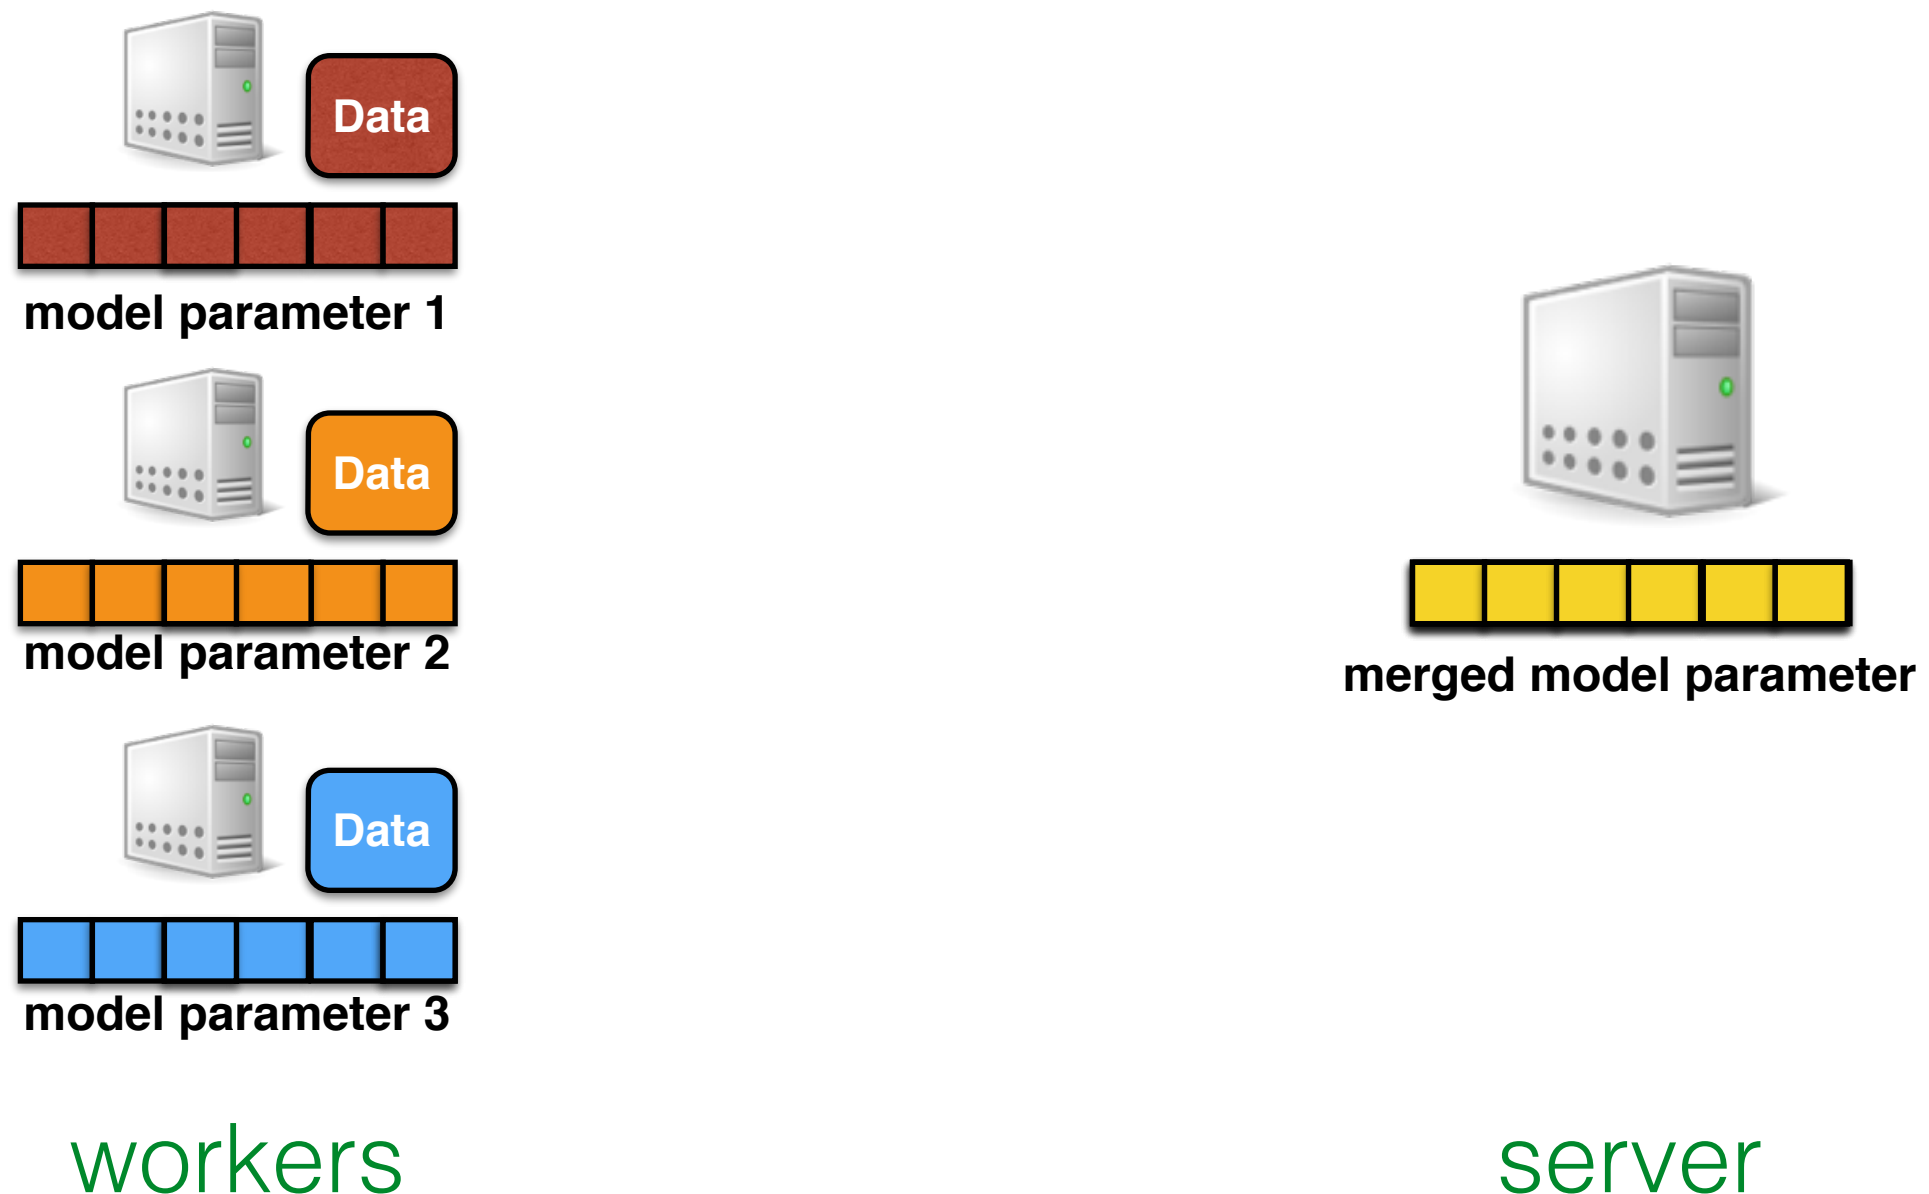 Data
model parameter 1
Data
model parameter 2
Data
model parameter 3
merged model parameter
workers
server